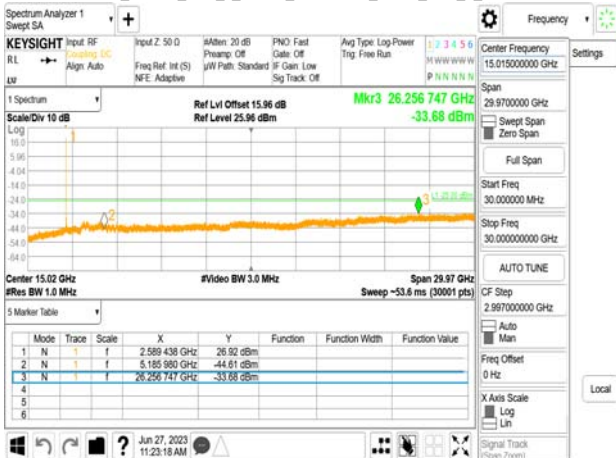 Spectrum Analyzer 1
Swept SA
Frequency
KEYSIGHT
Input: RF
Coupling: DC
Align: Auto
RL
Input Z: 50 Ω
Freq Ref: Int (S)
NFE: Adaptive
#Atten: 20 dB
Preamp: Off
µW Path: Standard
PNO: Fast
Gate: Off
IF Gain: Low
Sig Track: Off
Avg Type: Log-Power
Trig: Free Run
1 2 3 4 5 6
M W W W W W
P N N N N N
Center Frequency
15.015000000 GHz
Settings
1 Spectrum
Scale/Div 10 dB
Ref Lvl Offset 15.96 dB
Ref Level 25.96 dBm
Mkr3 26.256 747 GHz
-33.68 dBm
Span
29.9700000 GHz
Swept Span
Zero Span
Full Span
Start Freq
30.000000 MHz
Stop Freq
30.000000000 GHz
AUTO TUNE
CF Step
2.997000000 GHz
Auto
Man
Freq Offset
0 Hz
X Axis Scale
Log
Lin
Signal Track
(Span Zoom)
Local
Log
16.0
5.96
-4.04
-14.0
-24.0
-34.0
-44.0
-54.0
-64.0
1
2
3
Center 15.02 GHz
#Res BW 1.0 MHz
#Video BW 3.0 MHz
Span 29.97 GHz
Sweep ~53.6 ms (30001 pts)
5 Marker Table
Mode Trace Scale X Y Function Function Width Function Value
1 N 1 f 2.589 438 GHz 26.92 dBm
2 N 1 f 5.185 980 GHz -44.61 dBm
3 N 1 f 26.256 747 GHz -33.68 dBm
4
5
6
Jun 27, 2023
11:23:18 AM